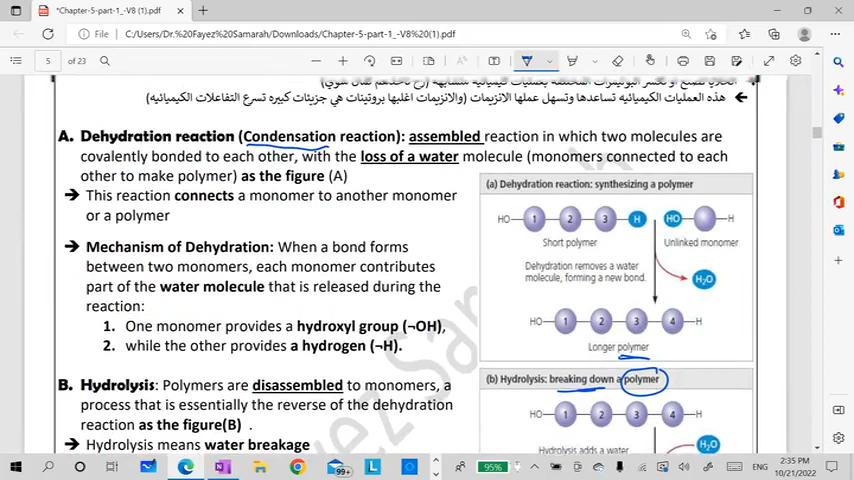 *Chapter-5-part-1_-V8 (1).pdf
File
C:/Users/Dr.%20Fayez%20Samarah/Downloads/Chapter-5-part-1_-V8%20(1).pdf
5
of 23
هذه العمليات الكيميائيه تساعدها وتسهل عملها الانزيمات (والانزيمات اغلبها بروتينات هي جزيئات كبيره تسرع التفاعلات الكيميائيه)
A. Dehydration reaction (Condensation reaction): assembled reaction in which two molecules are
covalently bonded to each other, with the loss of a water molecule (monomers connected to each
other to make polymer) as the figure (A)
→ This reaction connects a monomer to another monomer
or a polymer
→ Mechanism of Dehydration: When a bond forms
between two monomers, each monomer contributes
part of the water molecule that is released during the
reaction:
1. One monomer provides a hydroxyl group (¬OH),
2. while the other provides a hydrogen (¬H).
B. Hydrolysis: Polymers are disassembled to monomers, a
process that is essentially the reverse of the dehydration
reaction as the figure(B) .
→ Hydrolysis means water breakage
(a) Dehydration reaction: synthesizing a polymer
HO 1 2 3 H HO H
Short polymer Unlinked monomer
Dehydration removes a water
molecule, forming a new bond.
H₂O
HO 1 2 3 4 H
Longer polymer
(b) Hydrolysis: breaking down a polymer
HO 1 2 3 4 H
Hydrolysis adds a water
H₂O
99+
L
95%
ENG
2:35 PM
10/21/2022